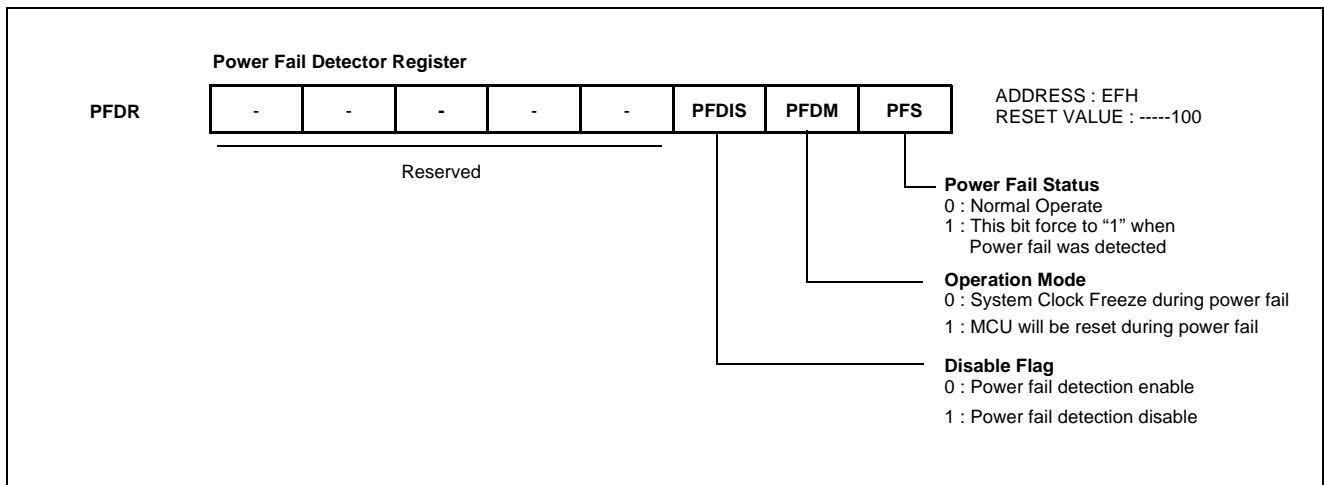 Power Fail Detector Register
PFDR
- - - - - PFDIS PFDM PFS
ADDRESS : EFH
RESET VALUE : -----100
Reserved
Power Fail Status
0 : Normal Operate
1 : This bit force to “1” when
Power fail was detected
Operation Mode
0 : System Clock Freeze during power fail
1 : MCU will be reset during power fail
Disable Flag
0 : Power fail detection enable
1 : Power fail detection disable